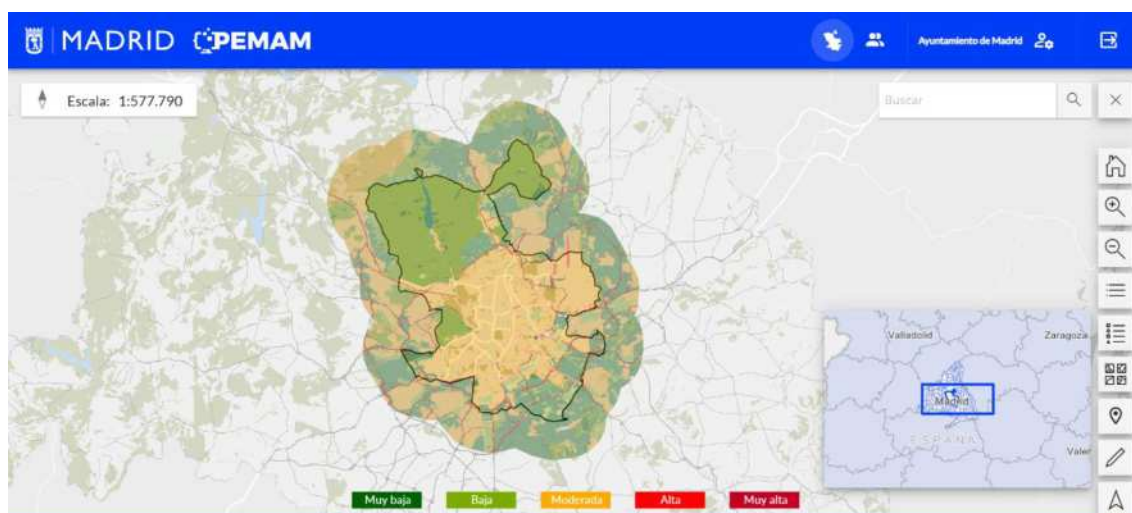 MADRID PEMAM
Ayuntamiento de Madrid
Escala: 1:577.790
Buscar
Valladolid
Zaragoza
Madrid
ESPAÑA
Valen
Muy baja
Baja
Moderada
Alta
Muy alta